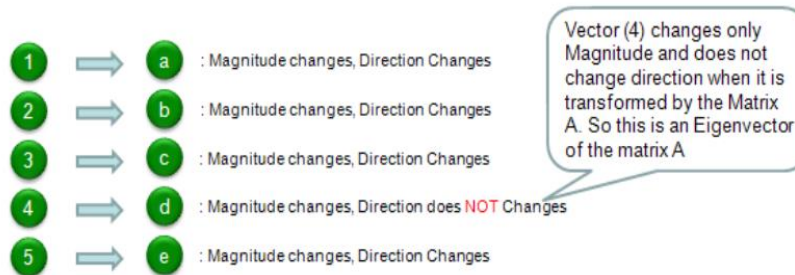 1 a : Magnitude changes, Direction Changes
2 b : Magnitude changes, Direction Changes
3 c : Magnitude changes, Direction Changes
4 d : Magnitude changes, Direction does NOT Changes
5 e : Magnitude changes, Direction Changes
Vector (4) changes only
Magnitude and does not
change direction when it is
transformed by the Matrix
A. So this is an Eigenvector
of the matrix A